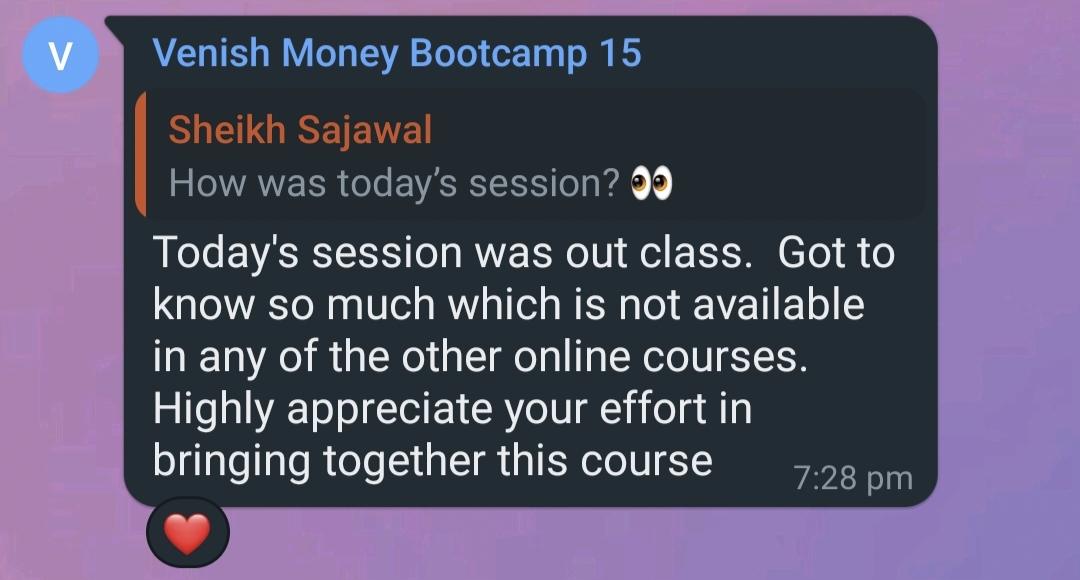 V
Venish Money Bootcamp 15
Sheikh Sajawal
How was today’s session? 👀
Today's session was out class.  Got to
know so much which is not available
in any of the other online courses.
Highly appreciate your effort in
bringing together this course
7:28 pm
❤️